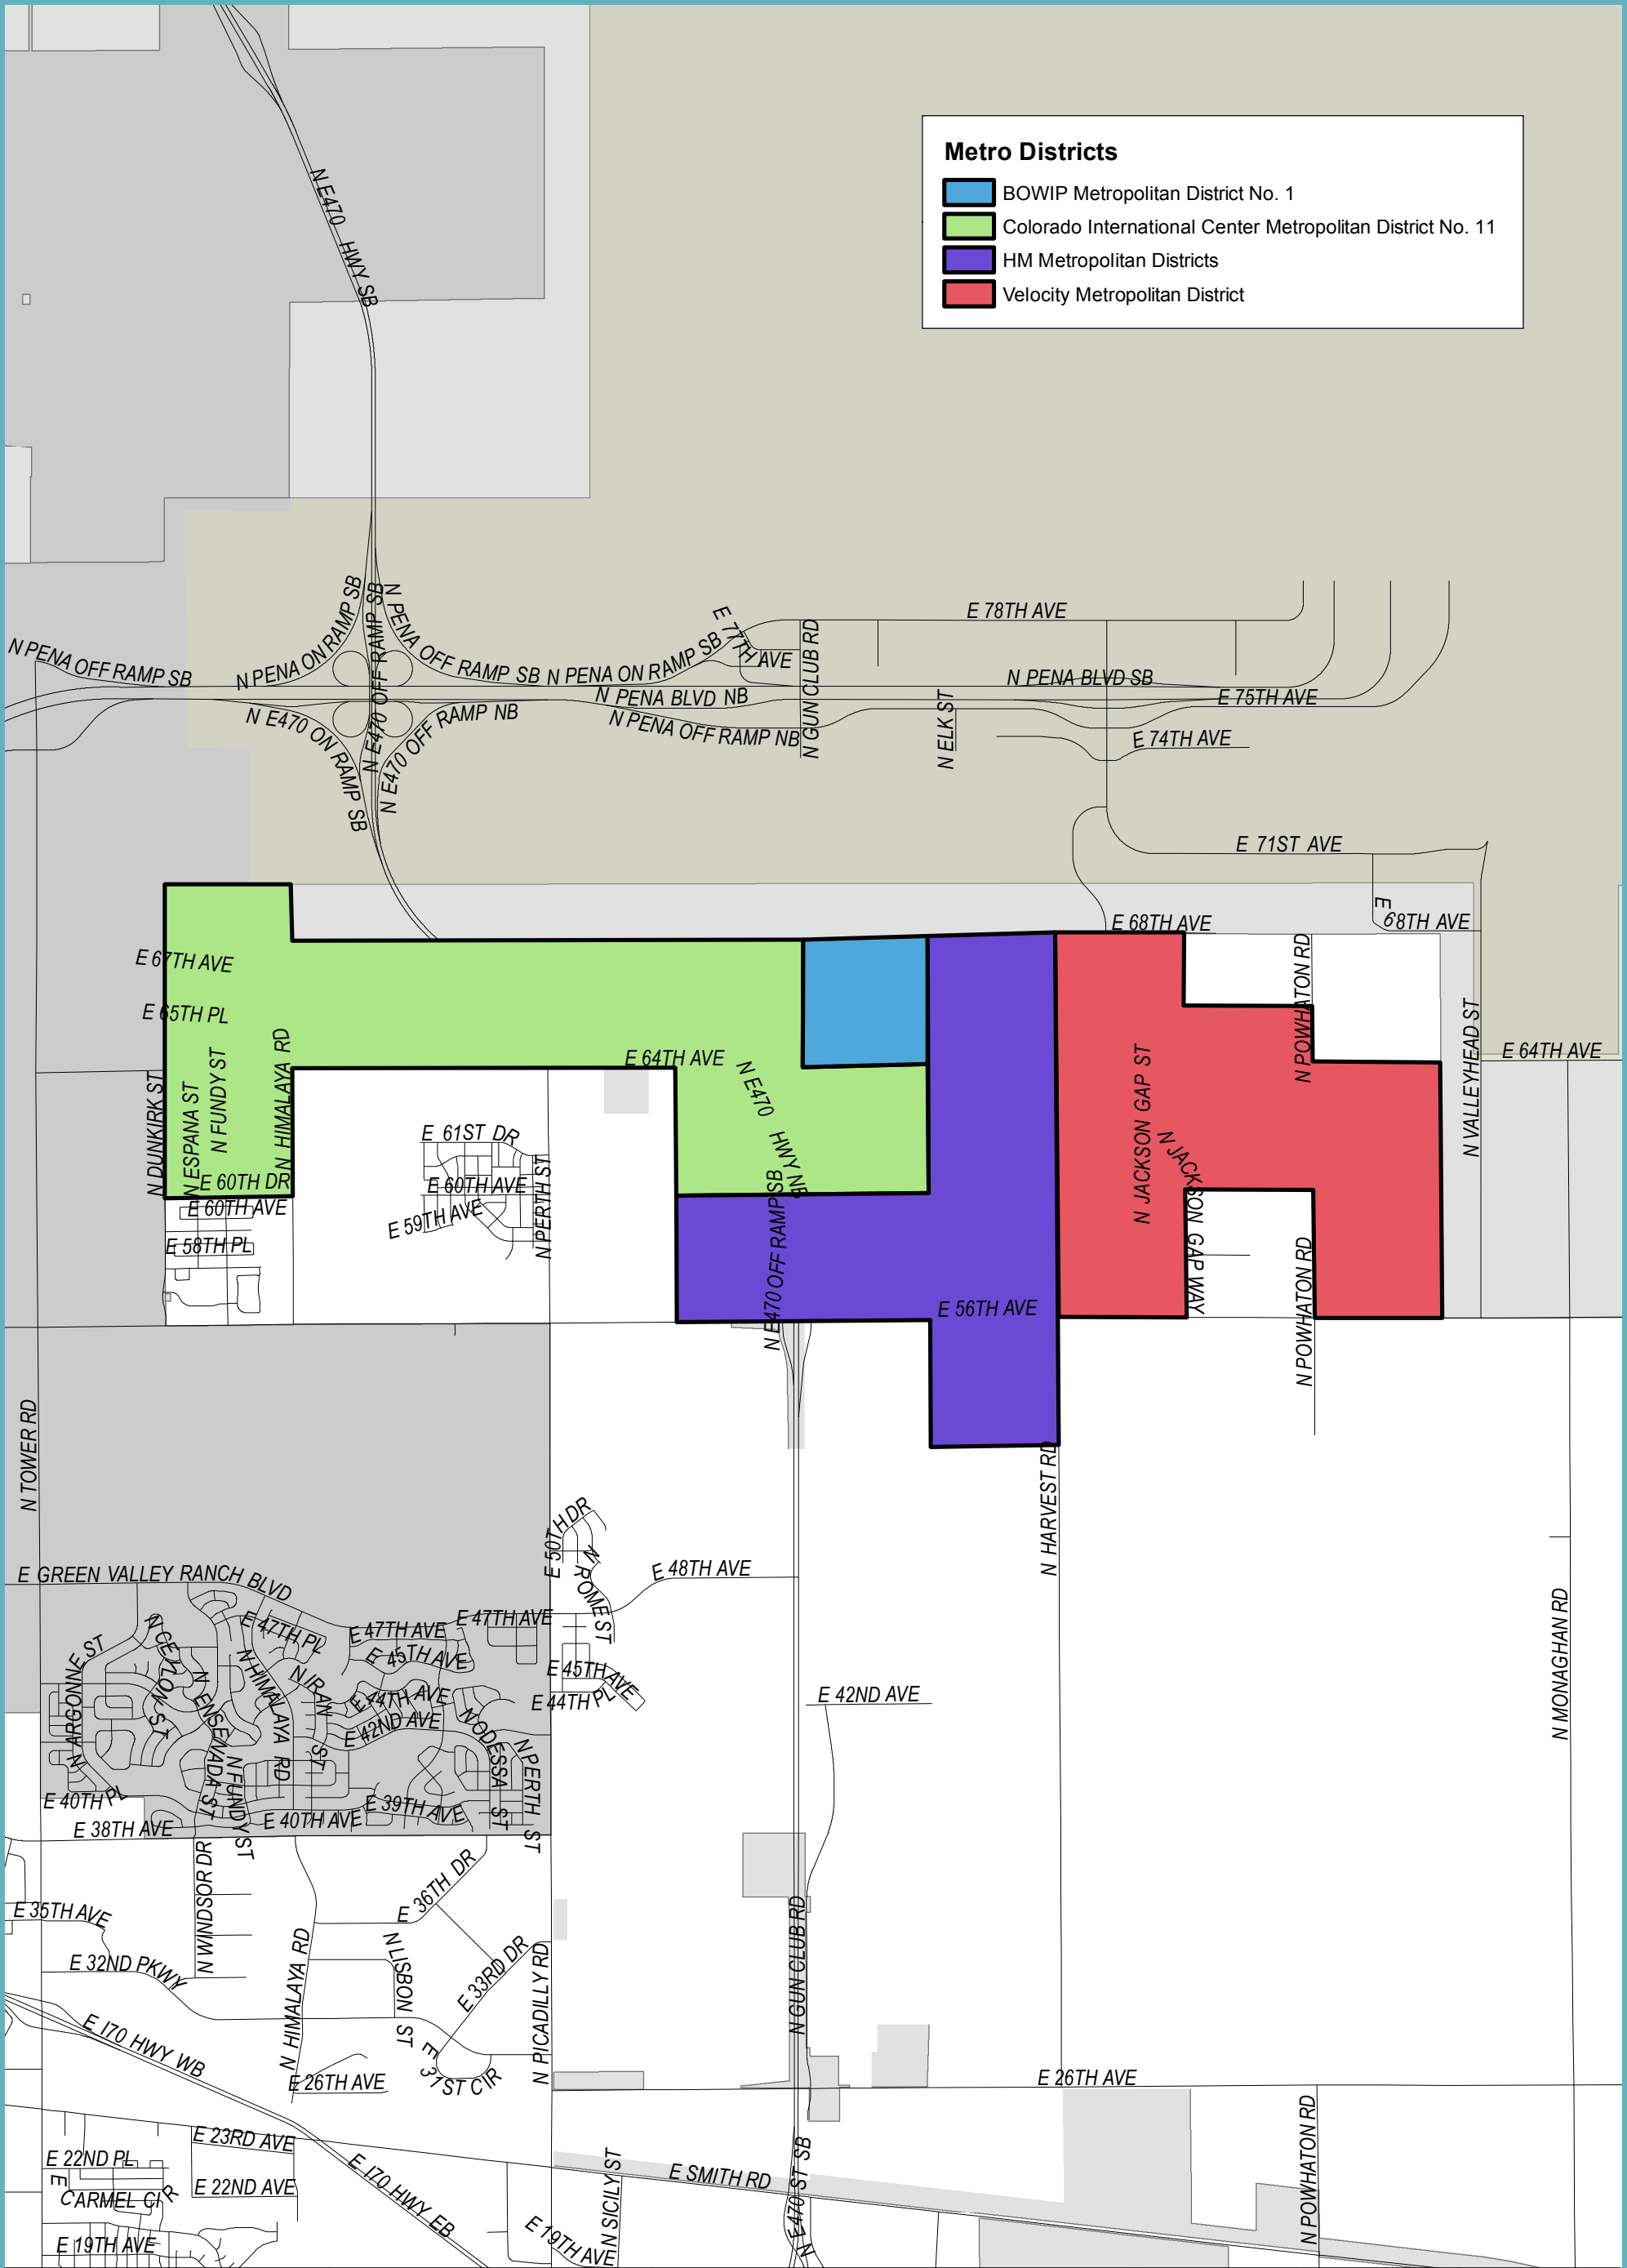 Metro Districts
BOWIP Metropolitan District No. 1
Colorado International Center Metropolitan District No. 11
HM Metropolitan Districts
Velocity Metropolitan District
N E470 HWY SB
E 78TH AVE
E 77TH AVE
N GUN CLUB RD
N PENA OFF RAMP SB
N PENA ON RAMP SB
N E470 OFF RAMP SB
N PENA OFF RAMP SB
N PENA ON RAMP SB
N PENA BLVD SB
N PENA BLVD NB
E 75TH AVE
N E470 ON RAMP SB
N E470 OFF RAMP NB
N PENA OFF RAMP NB
N ELK ST
E 74TH AVE
E 71ST AVE
E 68TH AVE
E 68TH AVE
E 67TH AVE
E 65TH PL
N POWHATON RD
N VALLEYHEAD ST
E 64TH AVE
E 64TH AVE
N DUNKIRK ST
N ESPANA ST
N FUNDY ST
N HIMALAYA RD
N E470 HWY NB
N JACKSON GAP ST
N JACKSON GAP WAY
E 61ST DR
E 60TH DR
E 60TH AVE
E 60TH AVE
E 59TH AVE
N PERTH ST
E 58TH PL
N E470 OFF RAMP SB
E 56TH AVE
N POWHATON RD
N TOWER RD
N HARVEST RD
E 50TH DR
N ROME ST
E 48TH AVE
E GREEN VALLEY RANCH BLVD
E 47TH PL
E 47TH AVE
E 47TH AVE
E 45TH AVE
E 45TH AVE
E 44TH PL
E 44TH AVE
E 42ND AVE
E 42ND AVE
N MONAGHAN RD
N ARGONNE ST
N CEYLON ST
N ENSENADA ST
N HIMALAYA RD
N IRAN ST
N FUNDY ST
N ODESSA ST
N PERTH ST
E 40TH PL
E 40TH AVE
E 39TH AVE
E 38TH AVE
N WINDSOR DR
E 36TH DR
E 35TH AVE
N HIMALAYA RD
N LISBON ST
E 33RD DR
E 32ND PKWY
N PICADILLY RD
N GUN CLUB RD
E 31ST CIR
E I70 HWY WB
E 26TH AVE
E 26TH AVE
N POWHATON RD
E 23RD AVE
E 22ND PL
E I70 HWY EB
E SMITH RD
N SICILY ST
N E470 ST SB
E CARMEL CIR
E 22ND AVE
E 19TH AVE
E 19TH AVE